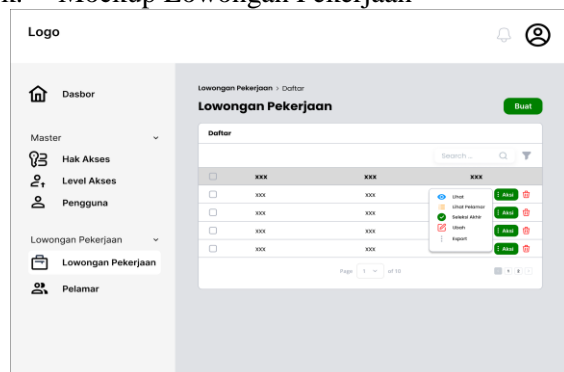 k. Mockup Lowongan Pekerjaan
Logo
Dasbor
Master
Hak Akses
Level Akses
Pengguna
Lowongan Pekerjaan
Lowongan Pekerjaan
Pelamar
Lowongan Pekerjaan > Daftar
Lowongan Pekerjaan
Buat
Daftar
Search ..
xxx xxx xxx
xxx xxx Aksi
xxx xxx Aksi
xxx xxx Aksi
xxx xxx Aksi
Lihat
Lihat Pelamar
Seleksi Akhir
Ubah
Export
Page 1 of 10